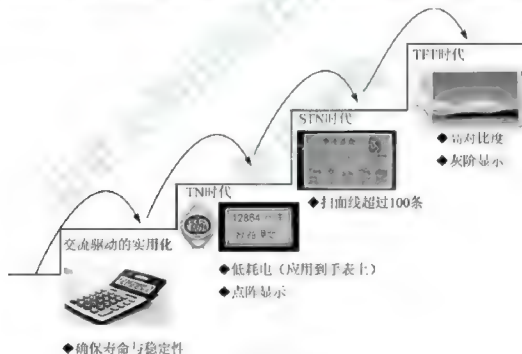 TFT时代
◆高对比度
◆灰阶显示
STN时代
◆扫面线超过100条
TN时代
12864
◆低耗电（应用到手表上）
◆点阵显示
交流驱动的实用化
◆确保寿命与稳定性